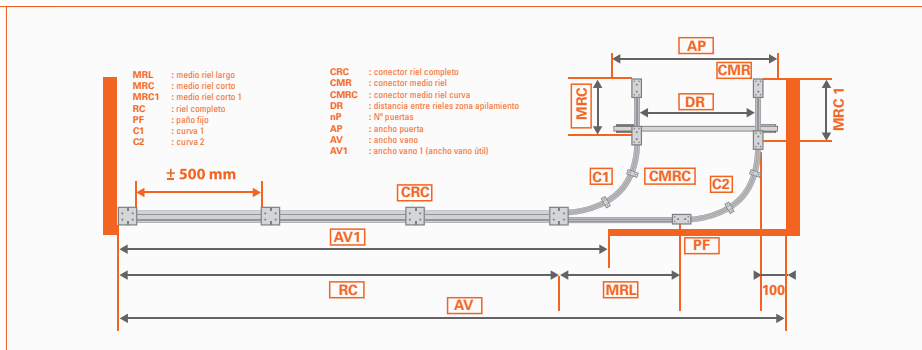 MRL : medio riel largo
MRC : medio riel corto
MRC1 : medio riel corto 1
RC : riel completo
PF : paño fijo
C1 : curva 1
C2 : curva 2
CRC : conector riel completo
CMR : conector medio riel
CMRC : conector medio riel curva
DR : distancia entre rieles zona apilamiento
nP : Nº puertas
AP : ancho puerta
AV : ancho vano
AV1 : ancho vano 1 (ancho vano útil)
AP
CMR
MRC
DR
MRC 1
± 500 mm
CRC
C1
CMRC
C2
AV1
PF
RC
MRL
100
AV